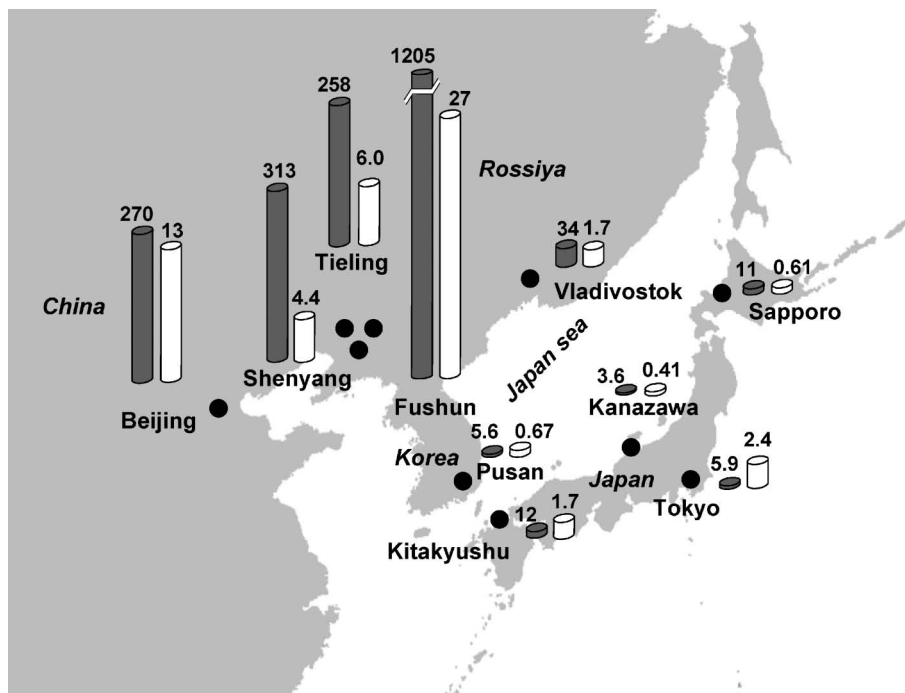 1205
258
27
313
6.0
Rossiya
270
13
Tieling
34
1.7
4.4
China
Vladivostok
11
0.61
Sapporo
Japan sea
Shenyang
3.6
0.41
Kanazawa
Beijing
Fushun
5.6
0.67
Korea
Pusan
2.4
5.9
Japan
Tokyo
12
1.7
Kitakyushu